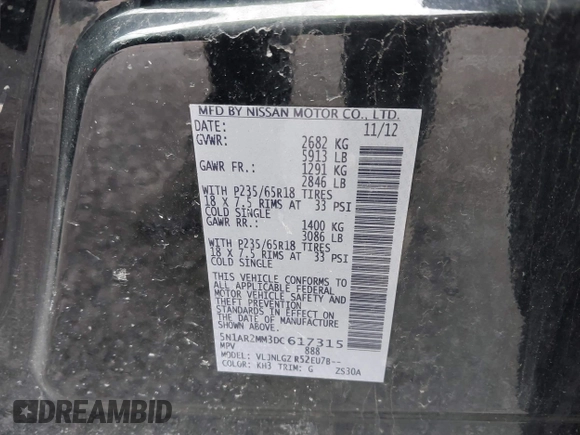 MFD BY NISSAN MOTOR CO., LTD.
DATE: 11/12
GVWR: 2682 KG
5913 LB
GAWR FR.: 1291 KG
2846 LB
WITH P235/65R18 TIRES
18 X 7.5 RIMS AT 33 PSI
COLD SINGLE
GAWR RR.: 1400 KG
3086 LB
WITH P235/65R18 TIRES
18 X 7.5 RIMS AT 33 PSI
COLD SINGLE
THIS VEHICLE CONFORMS TO
ALL APPLICABLE FEDERAL
MOTOR VEHICLE SAFETY AND
THEFT PREVENTION
STANDARDS IN EFFECT ON
THE DATE OF MANUFACTURE
SHOWN ABOVE.
5N1AR2MM3DC617315
MPV 888
MODEL: VLJNLGZ R52EU7B--
COLOR: KH3 TRIM: G ZS30A
DREAMBID